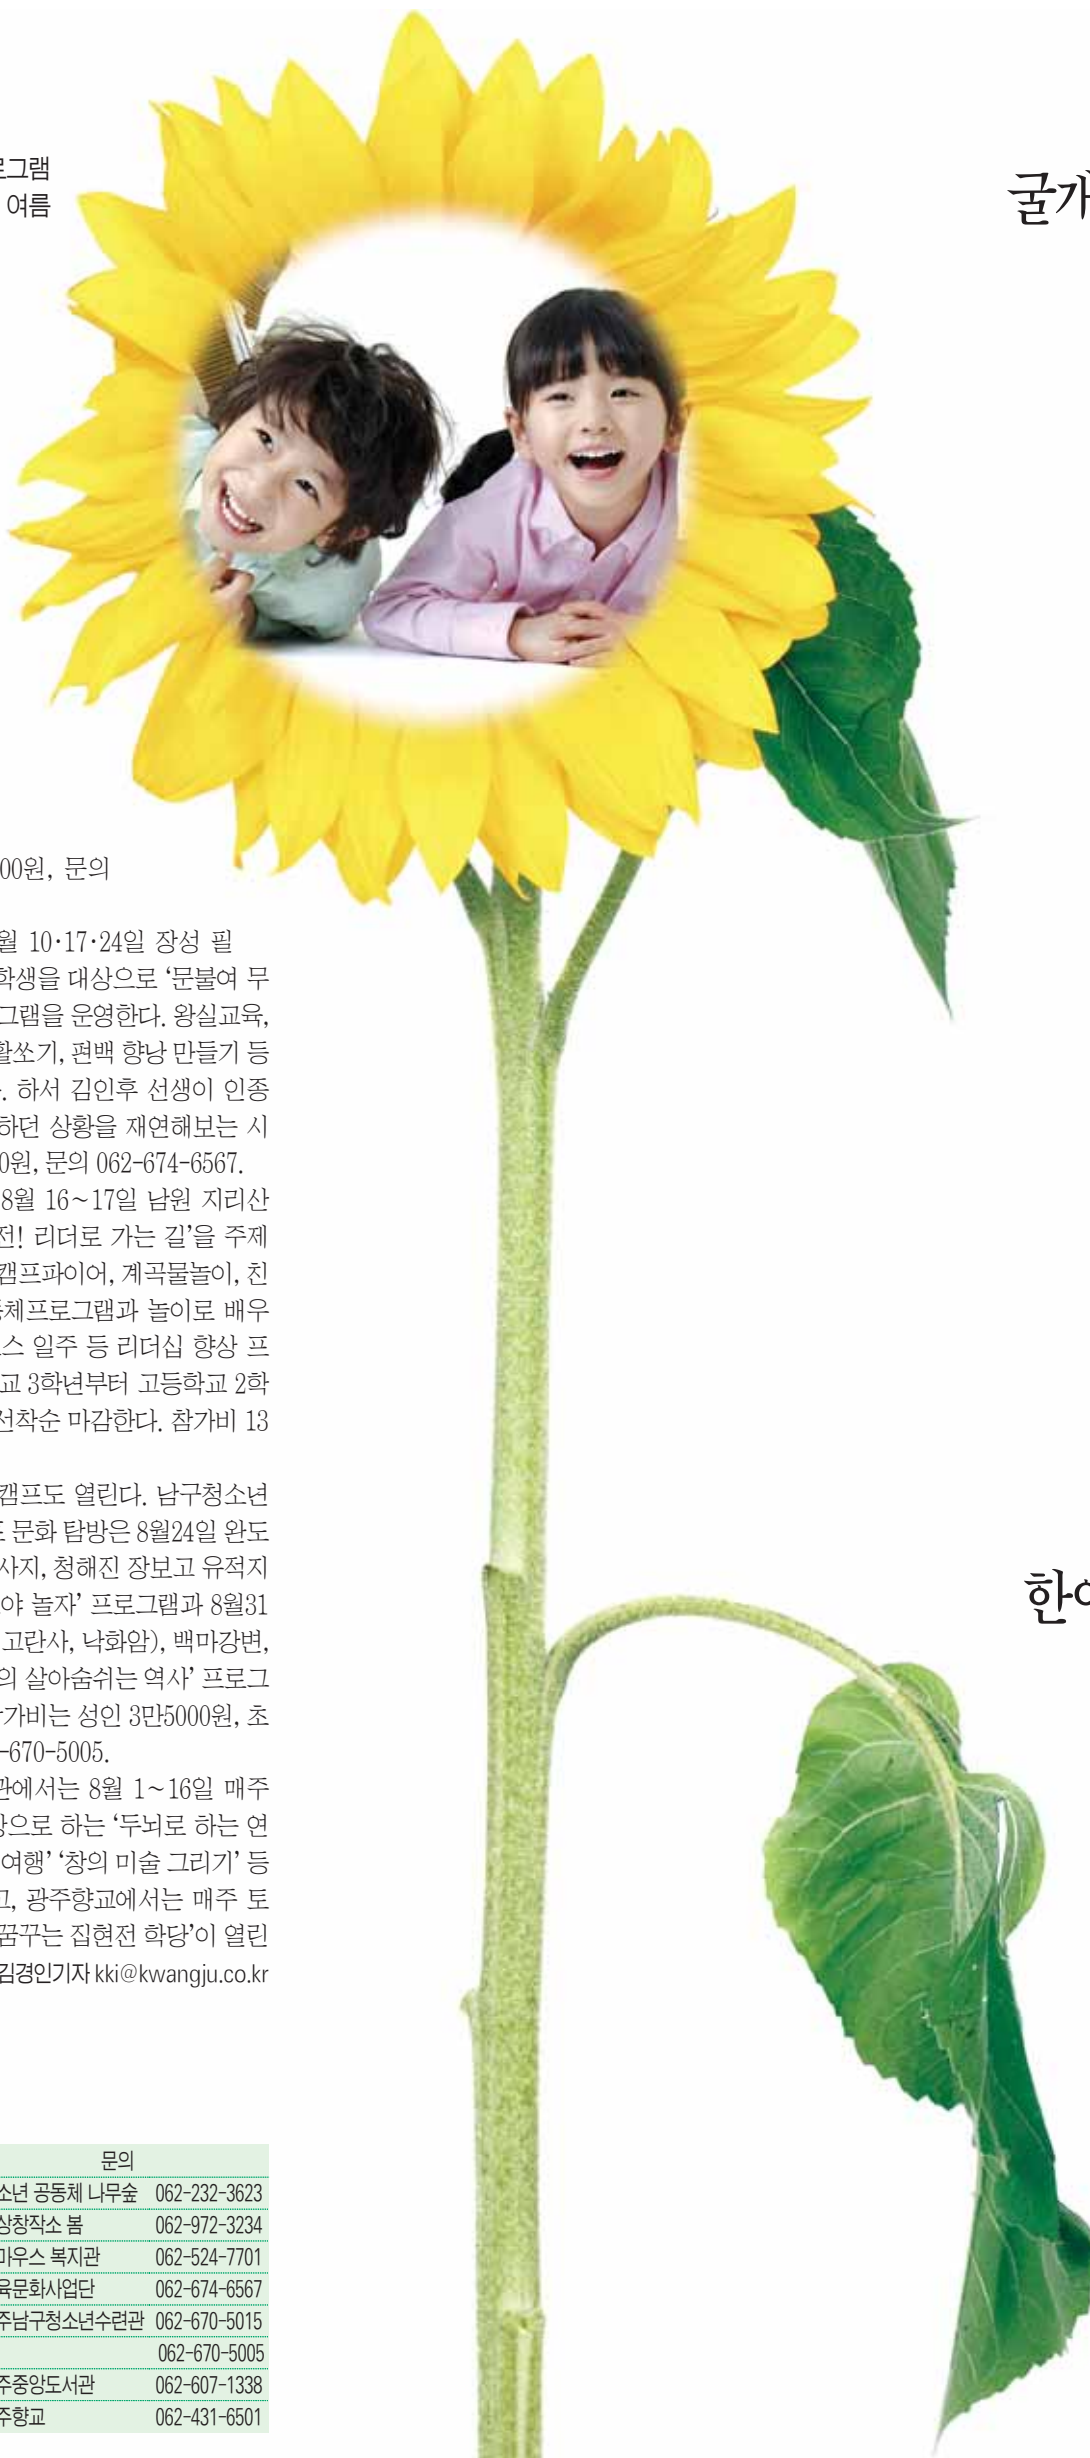 로그램
여름
굴개
00원, 문의
월 10·17·24일 장성 필
학생을 대상으로 ‘문불여 무
그램을 운영한다. 왕실교육,
활쏘기, 편백 향낭 만들기 등
. 하서 김인후 선생이 인종
하던 상황을 재연해보는 시
0원, 문의 062-674-6567.
8월 16~17일 남원 지리산
전! 리더로 가는 길’을 주제
캠프파이어, 계곡물놀이, 친
동체프로그램과 놀이로 배우
스 일주 등 리더십 향상 프
교 3학년부터 고등학교 2학
선착순 마감한다. 참가비 13
캠프도 열린다. 남구청소년
문화 탐방은 8월24일 완도
사지, 청해진 장보고 유적지
야 놀자’ 프로그램과 8월31
고란사, 낙화암), 백마강변,
의 살아숨쉬는 역사’ 프로그
참가비는 성인 3만5000원, 초
-670-5005.
관에서는 8월 1~16일 매주
상으로 하는 ‘두뇌로 하는 연
여행’ ‘창의 미술 그리기’ 등
고, 광주향교에서는 매주 토
꿈꾸는 집현전 학당’이 열린
김경인기자 kki@kwangju.co.kr
문의
소년 공동체 나무숲 062-232-3623
상창작소 봄 062-972-3234
마우스 복지관 062-524-7701
육문화사업단 062-674-6567
주남구청소년수련관 062-670-5015
062-670-5005
주중앙도서관 062-607-1338
주향교 062-431-6501